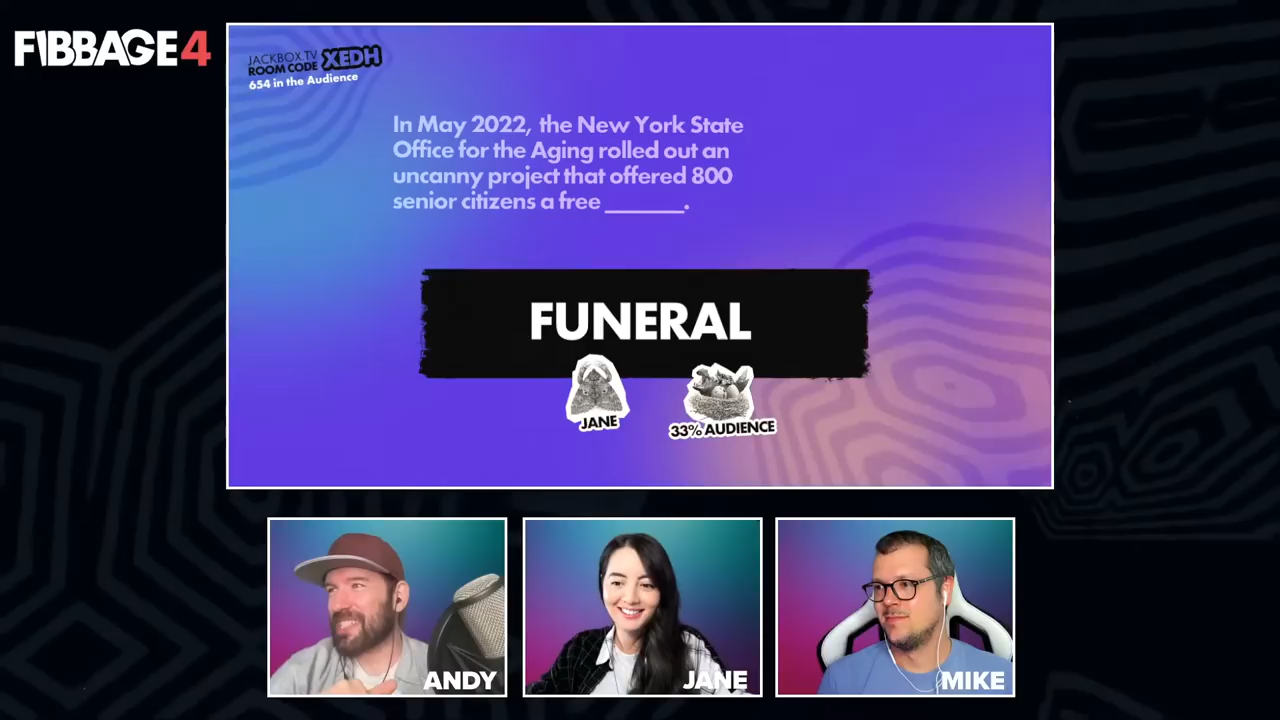 FIBBAGE 4
JACKBOX.TV
ROOM CODE XEDH
654 in the Audience
In May 2022, the New York State
Office for the Aging rolled out an
uncanny project that offered 800
senior citizens a free _______.
FUNERAL
JANE
33% AUDIENCE
ANDY
JANE
MIKE